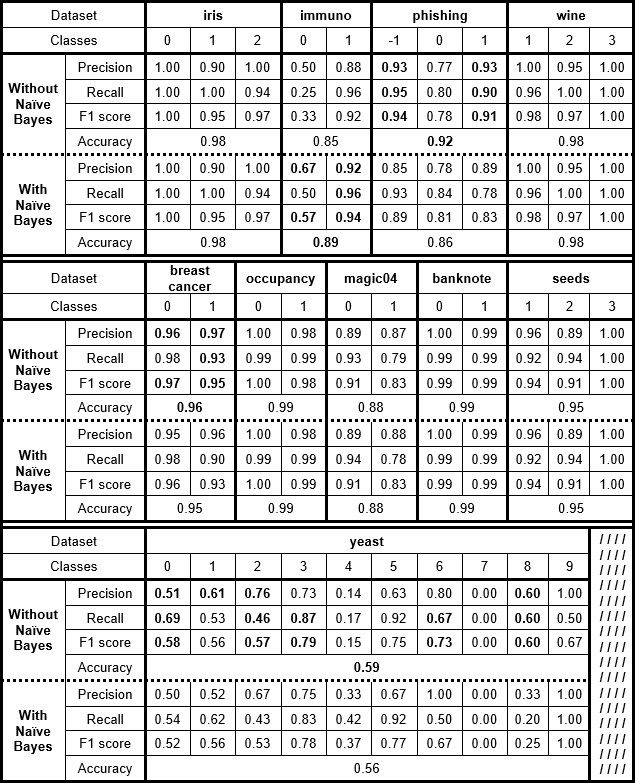 Dataset iris immuno phishing wine
Classes 0 1 2 0 1 -1 0 1 1 2 3
Without Naïve Bayes
Precision 1.00 0.90 1.00 0.50 0.88 0.93 0.77 0.93 1.00 0.95 1.00
Recall 1.00 1.00 0.94 0.25 0.96 0.95 0.80 0.90 0.96 1.00 1.00
F1 score 1.00 0.95 0.97 0.33 0.92 0.94 0.78 0.91 0.98 0.97 1.00
Accuracy 0.98 0.85 0.92 0.98
With Naïve Bayes
Precision 1.00 0.90 1.00 0.67 0.92 0.85 0.78 0.89 1.00 0.95 1.00
Recall 1.00 1.00 0.94 0.50 0.96 0.93 0.84 0.78 0.96 1.00 1.00
F1 score 1.00 0.95 0.97 0.57 0.94 0.89 0.81 0.83 0.98 0.97 1.00
Accuracy 0.98 0.89 0.86 0.98
Dataset breast cancer occupancy magic04 banknote seeds
Classes 0 1 0 1 0 1 0 1 1 2 3
Without Naïve Bayes
Precision 0.96 0.97 1.00 0.98 0.89 0.87 1.00 0.99 0.96 0.89 1.00
Recall 0.98 0.93 0.99 0.99 0.93 0.79 0.99 0.99 0.92 0.94 1.00
F1 score 0.97 0.95 1.00 0.98 0.91 0.83 0.99 0.99 0.94 0.91 1.00
Accuracy 0.96 0.99 0.88 0.99 0.95
With Naïve Bayes
Precision 0.95 0.96 1.00 0.98 0.89 0.88 1.00 0.99 0.96 0.89 1.00
Recall 0.98 0.90 0.99 0.99 0.94 0.78 0.99 0.99 0.92 0.94 1.00
F1 score 0.96 0.93 1.00 0.99 0.91 0.83 0.99 0.99 0.94 0.91 1.00
Accuracy 0.95 0.99 0.88 0.99 0.95
Dataset yeast
Classes 0 1 2 3 4 5 6 7 8 9
Without Naïve Bayes
Precision 0.51 0.61 0.76 0.73 0.14 0.63 0.80 0.00 0.60 1.00
Recall 0.69 0.53 0.46 0.87 0.17 0.92 0.67 0.00 0.60 0.50
F1 score 0.58 0.56 0.57 0.79 0.15 0.75 0.73 0.00 0.60 0.67
Accuracy 0.59
With Naïve Bayes
Precision 0.50 0.52 0.67 0.75 0.33 0.67 1.00 0.00 0.33 1.00
Recall 0.54 0.62 0.43 0.83 0.42 0.92 0.50 0.00 0.20 1.00
F1 score 0.52 0.56 0.53 0.78 0.37 0.77 0.67 0.00 0.25 1.00
Accuracy 0.56